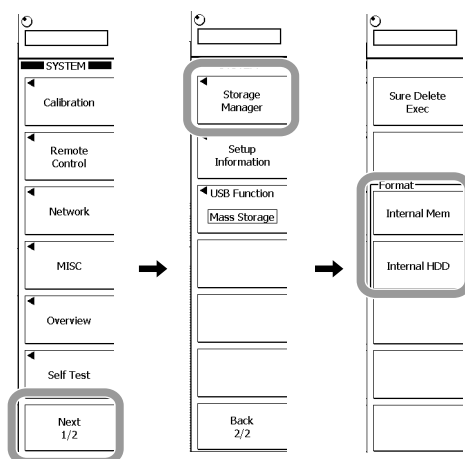 SYSTEM
Calibration
Remote
Control
Network
MISC
Overview
Self Test
Next
1/2
Storage
Manager
Setup
Information
USB Function
Mass Storage
Back
2/2
Sure Delete
Exec
Format
Internal Mem
Internal HDD